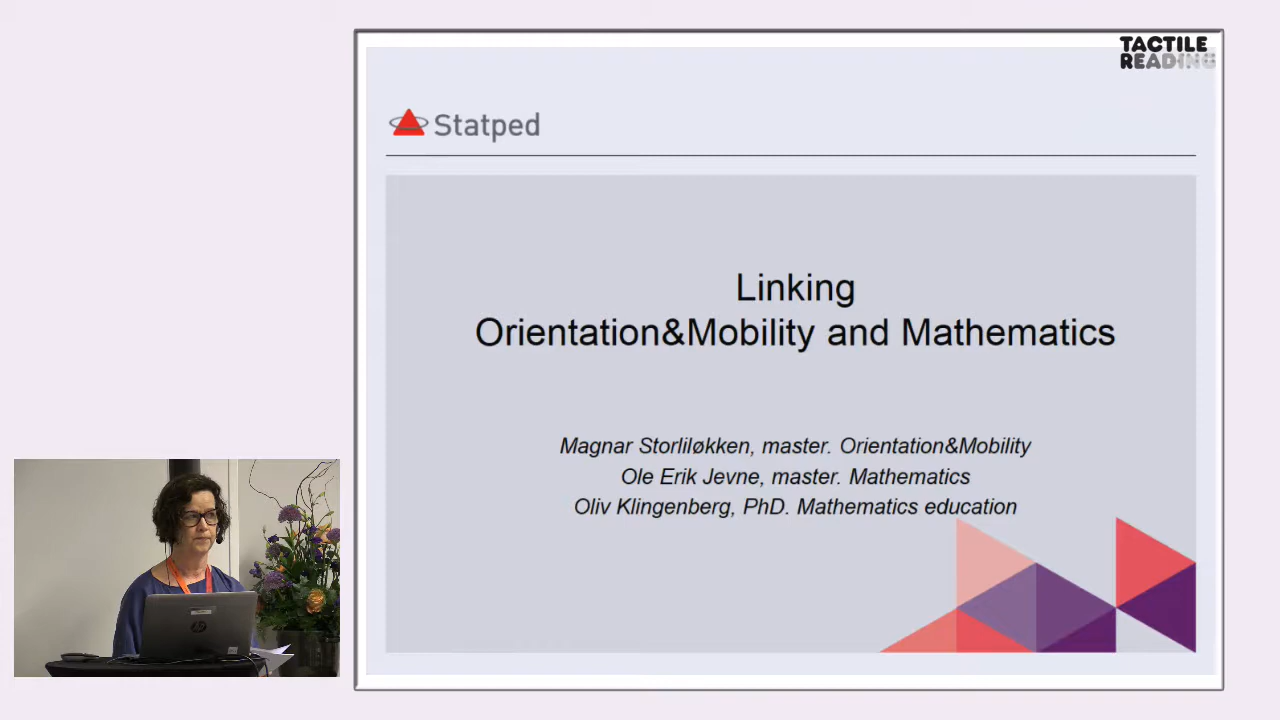 TACTILE
READING
Statped
Linking
Orientation&Mobility and Mathematics
Magnar Storliløkken, master. Orientation&Mobility
Ole Erik Jevne, master. Mathematics
Oliv Klingenberg, PhD. Mathematics education
hp